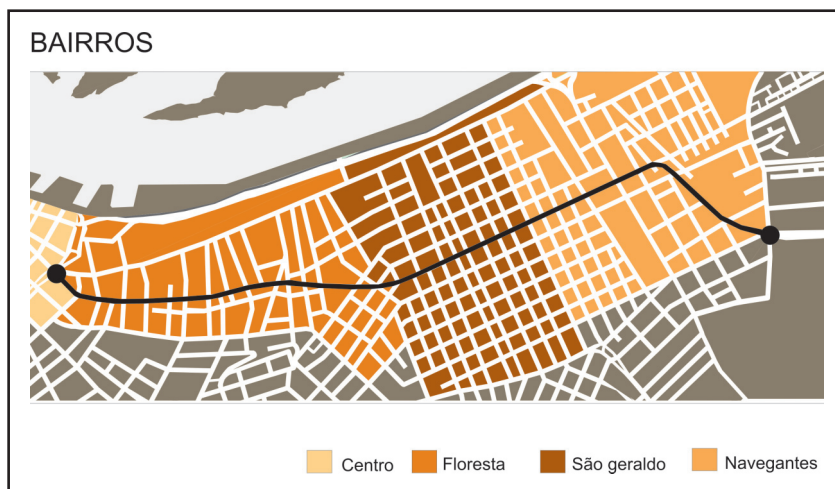 BAIRROS
Centro
Floresta
São geraldo
Navegantes